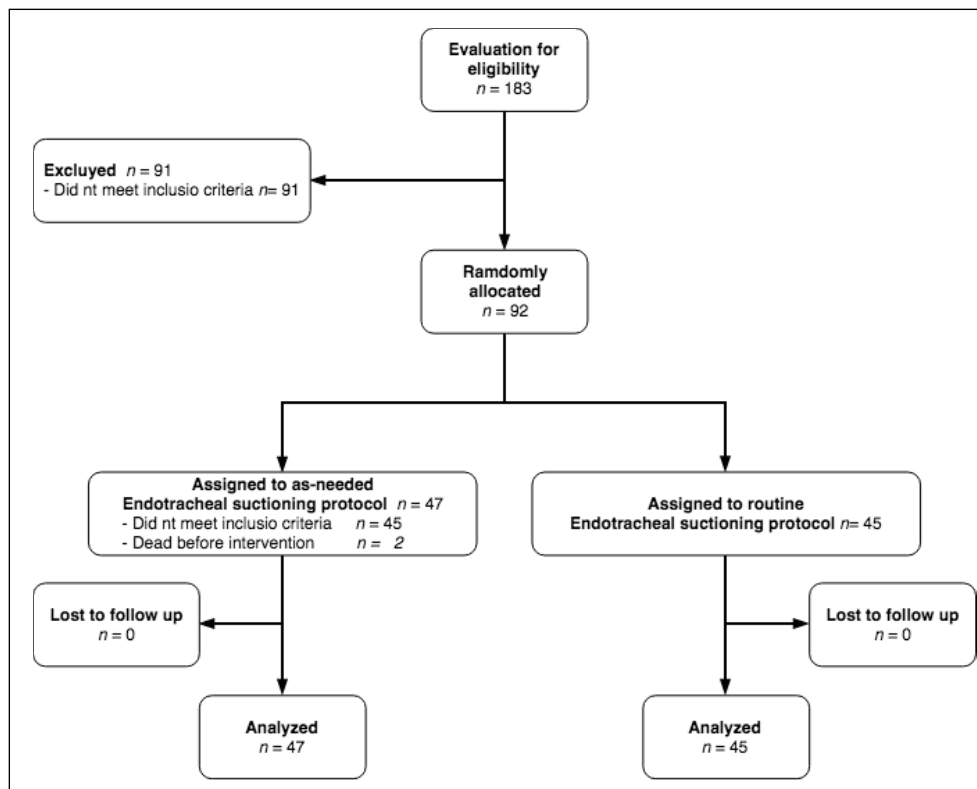 Evaluation for
eligibility
n = 183
Excluyed n = 91
- Did nt meet inclusio criteria n= 91
Ramdomly
allocated
n = 92
Assigned to as-needed
Endotracheal suctioning protocol n = 47
- Did nt meet inclusio criteria n = 45
- Dead before intervention n = 2
Assigned to routine
Endotracheal suctioning protocol n= 45
Lost to follow up
n = 0
Lost to follow up
n = 0
Analyzed
n = 47
Analyzed
n = 45